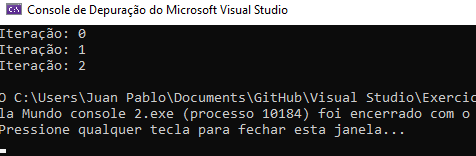 Console de Depuração do Microsoft Visual Studio
Iteração: 0
Iteração: 1
Iteração: 2
O C:\Users\Juan Pablo\Documents\GitHub\Visual Studio\Exercic
la Mundo console 2.exe (processo 10184) foi encerrado com o
Pressione qualquer tecla para fechar esta janela...